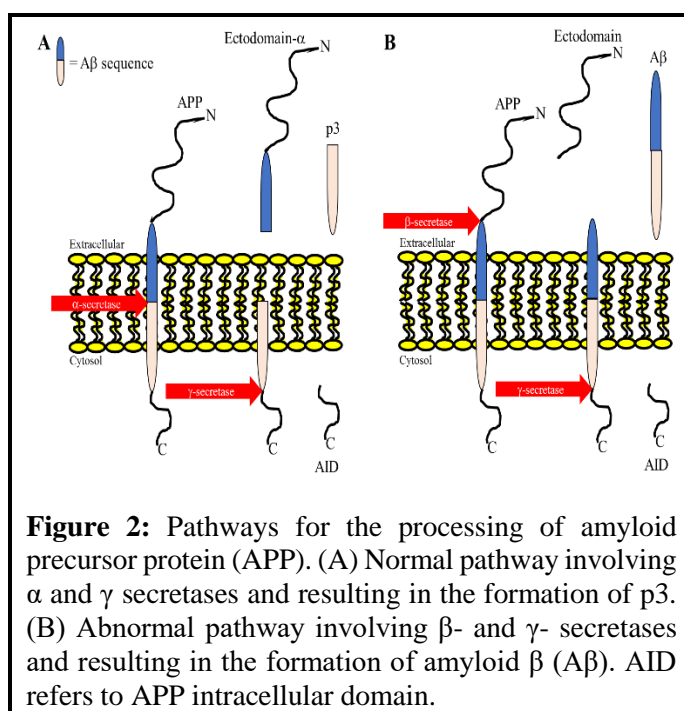 A
= Aβ sequence
Ectodomain-α
N
APP
N
p3
Extracellular
α-secretase
Cytosol
γ-secretase
C
C
AID
B
Ectodomain
N
Aβ
APP
N
β-secretase
Extracellular
Cytosol
γ-secretase
C
C
AID
Figure 2: Pathways for the processing of amyloid
precursor protein (APP). (A) Normal pathway involving
α and γ secretases and resulting in the formation of p3.
(B) Abnormal pathway involving β- and γ- secretases
and resulting in the formation of amyloid β (Aβ). AID
refers to APP intracellular domain.